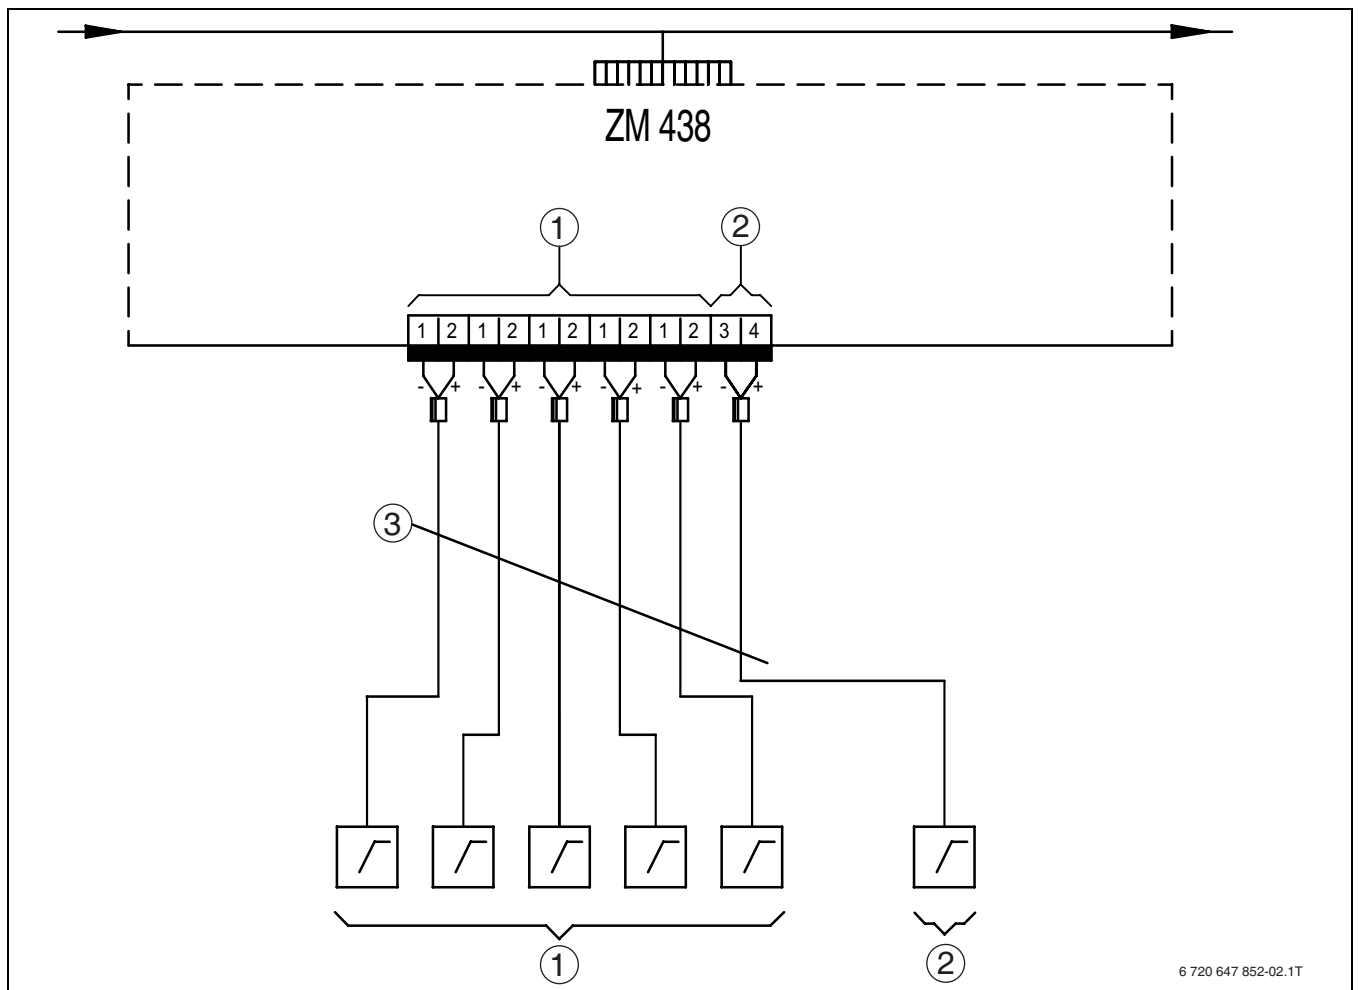 ZM 438
1 2
1 2 1 2 1 2 1 2 1 2 3 4
- + - + - + - + - + - +
3
1 2
6 720 647 852-02.1T